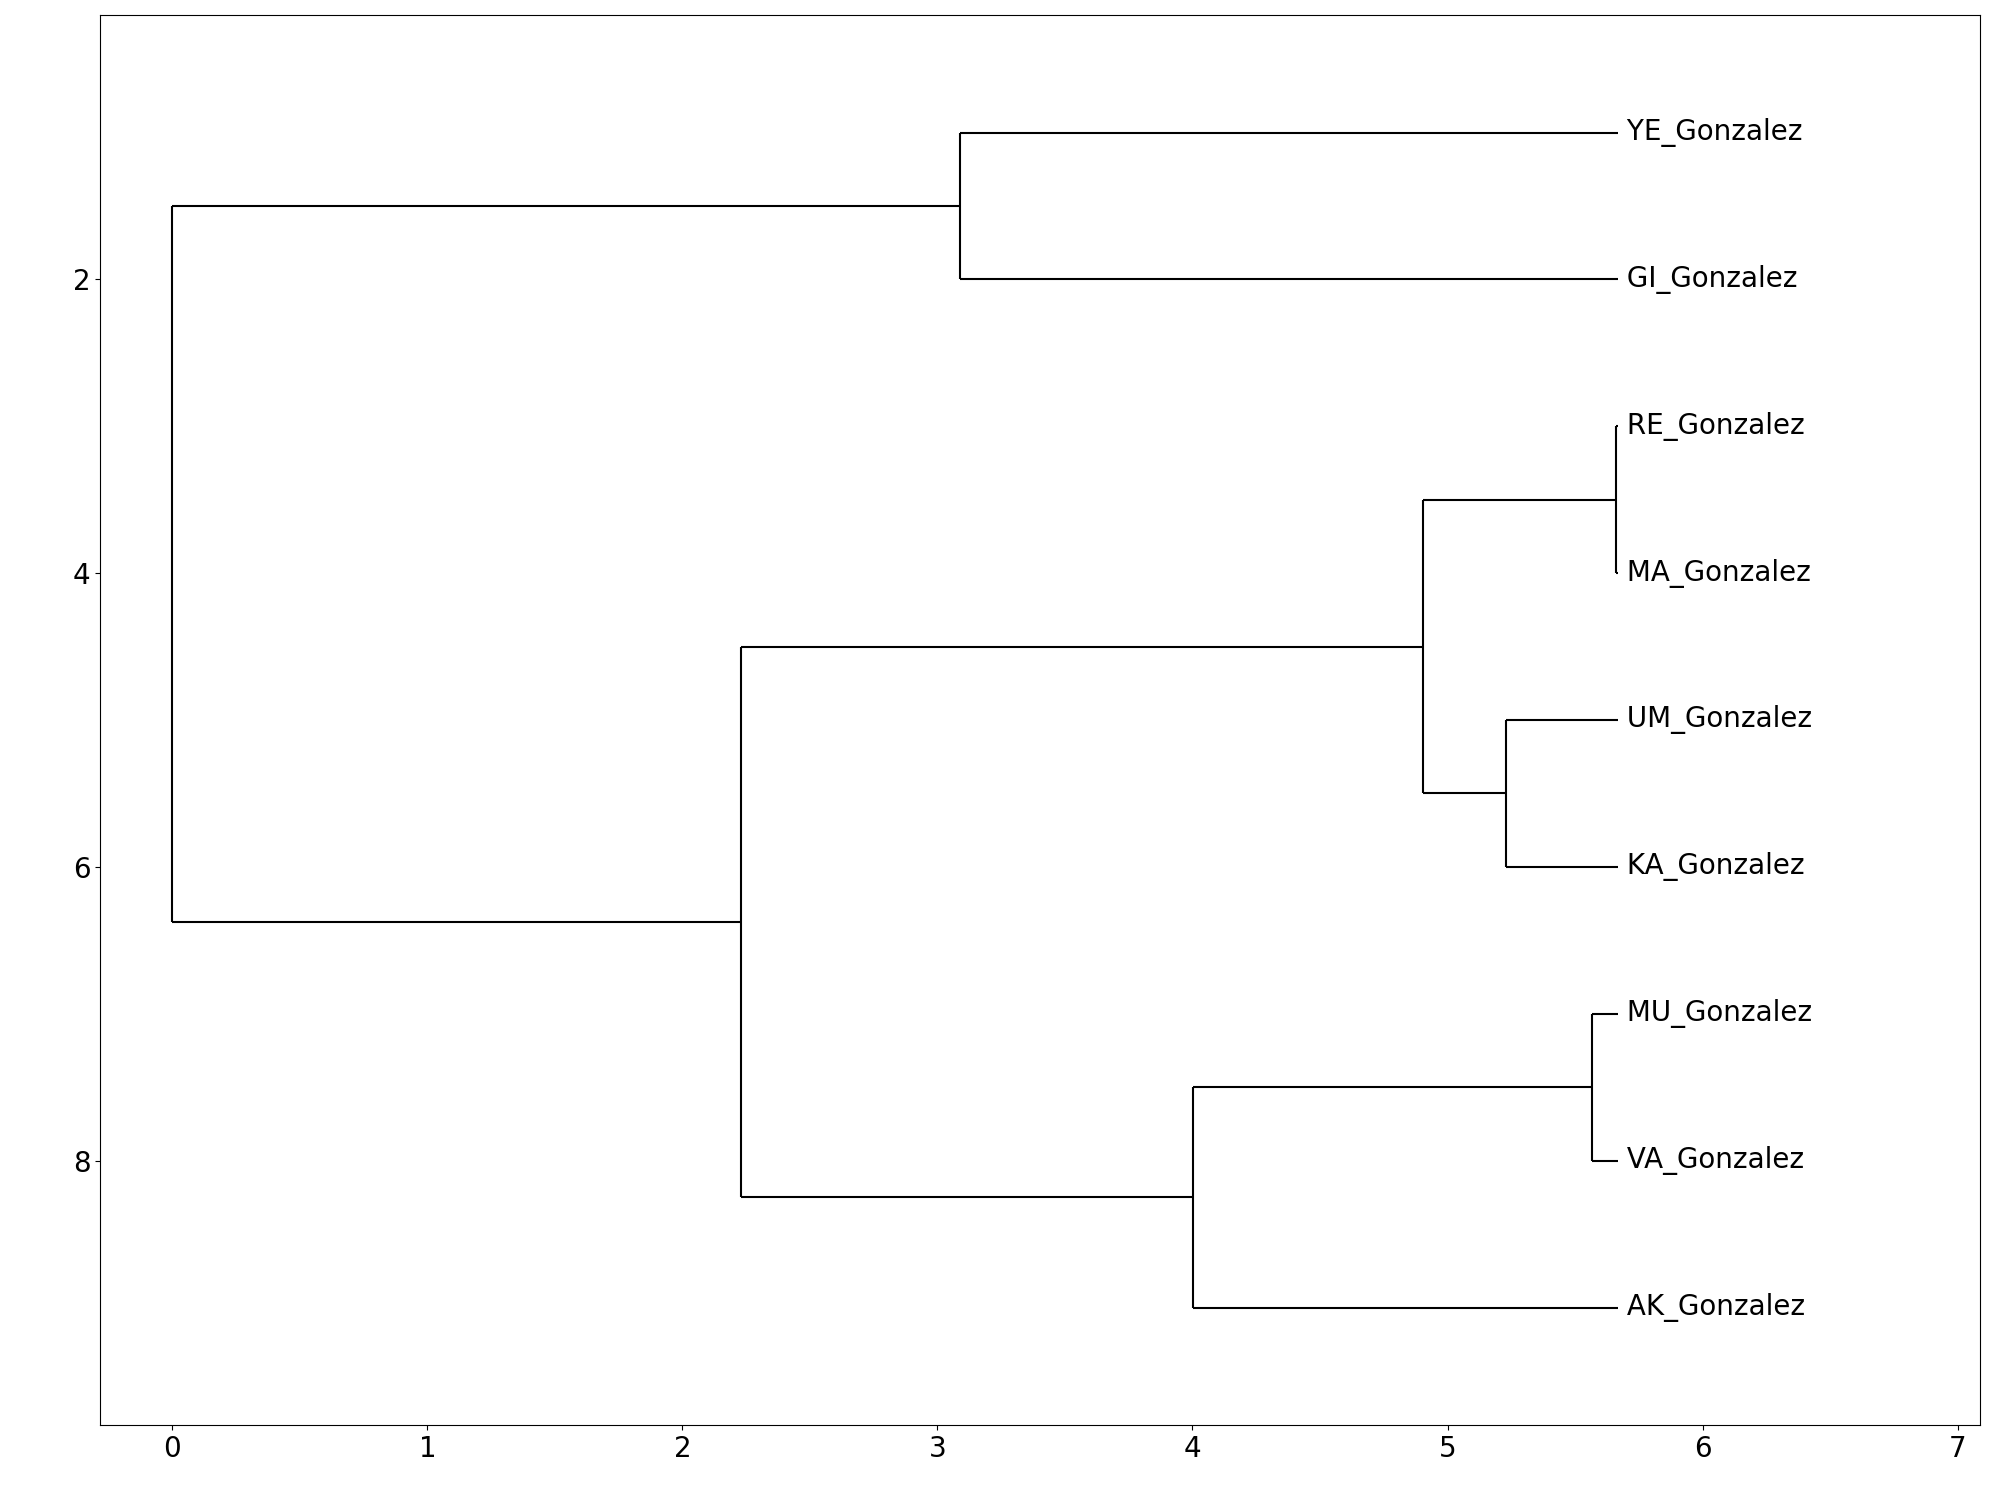 YE_Gonzalez
2 GI_Gonzalez
RE_Gonzalez
4 MA_Gonzalez
UM_Gonzalez
6 KA_Gonzalez
MU_Gonzalez
8 VA_Gonzalez
AK_Gonzalez
0 1 2 3 4 5 6 7